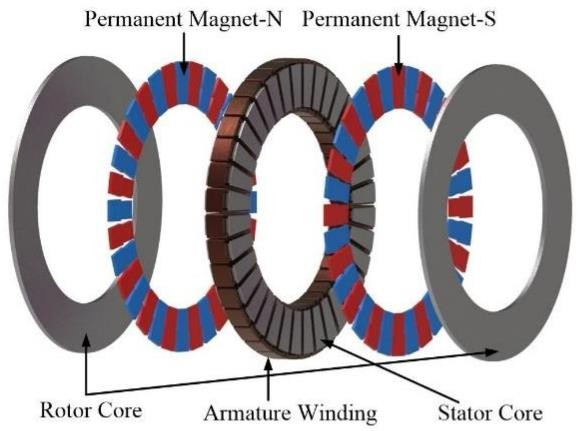 Permanent Magnet-N
Permanent Magnet-S
Rotor Core
Armature Winding
Stator Core